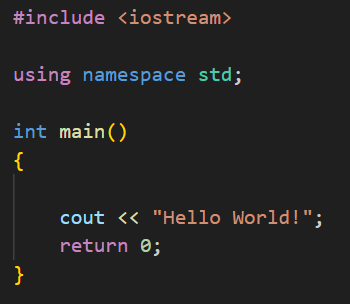 #include <iostream>
using namespace std;
int main()
{
cout << "Hello World!";
return 0;
}